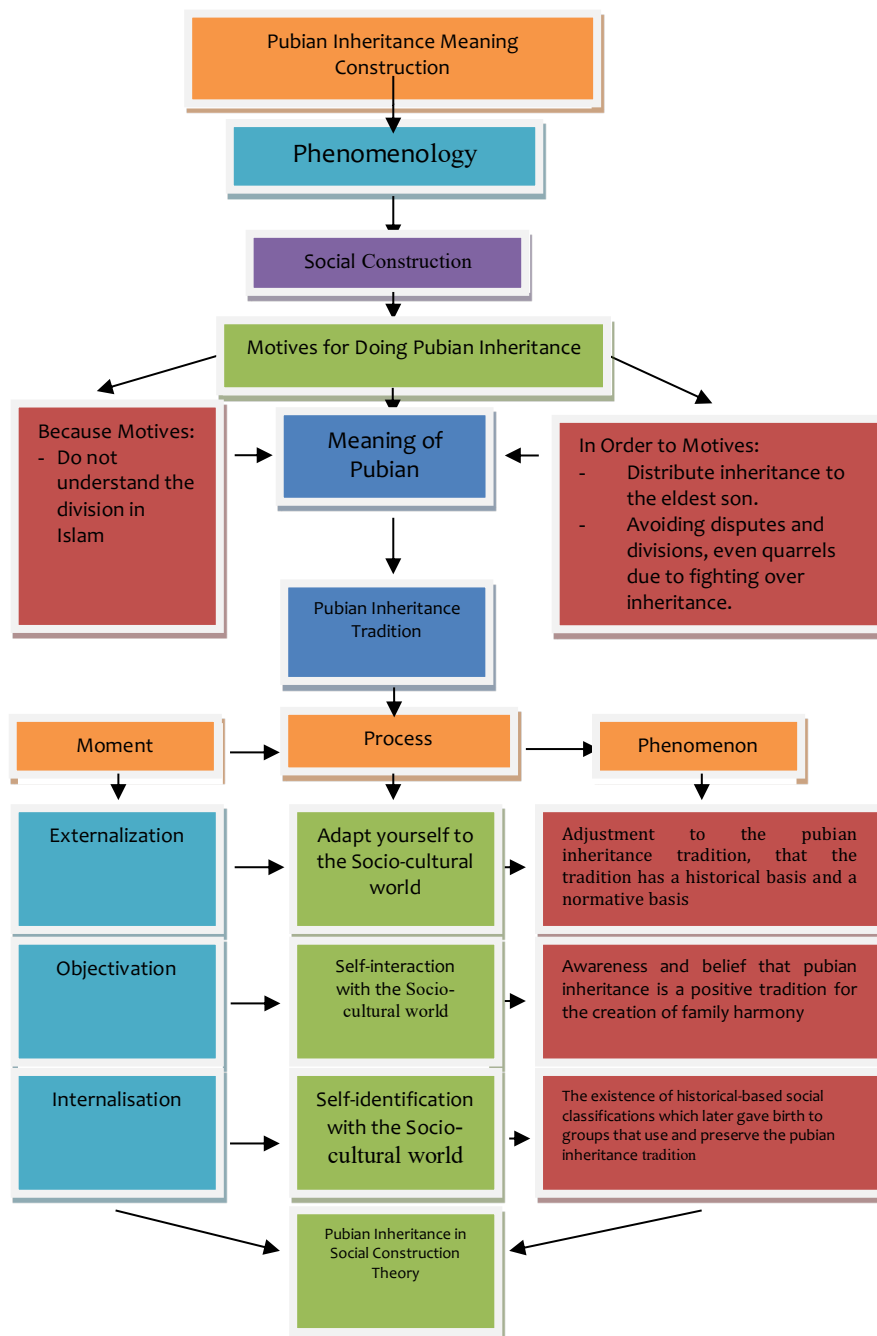 Pubian Inheritance Meaning
Construction
Phenomenology
Social Construction
Motives for Doing Pubian Inheritance
Because Motives:
- Do not
understand the
division in
Islam
Meaning of
Pubian
In Order to Motives:
- Distribute inheritance to
the eldest son.
- Avoiding disputes and
divisions, even quarrels
due to fighting over
inheritance.
Pubian Inheritance
Tradition
Moment
Process
Phenomenon
Externalization
Adapt yourself to
the Socio-cultural
world
Adjustment to the pubian
inheritance tradition, that the
tradition has a historical basis and a
normative basis
Objectivation
Self-interaction
with the Socio-
cultural world
Awareness and belief that pubian
inheritance is a positive tradition for
the creation of family harmony
Internalisation
Self-identification
with the Socio-
cultural world
The existence of historical-based social
classifications which later gave birth to
groups that use and preserve the pubian
inheritance tradition
Pubian Inheritance in
Social Construction
Theory